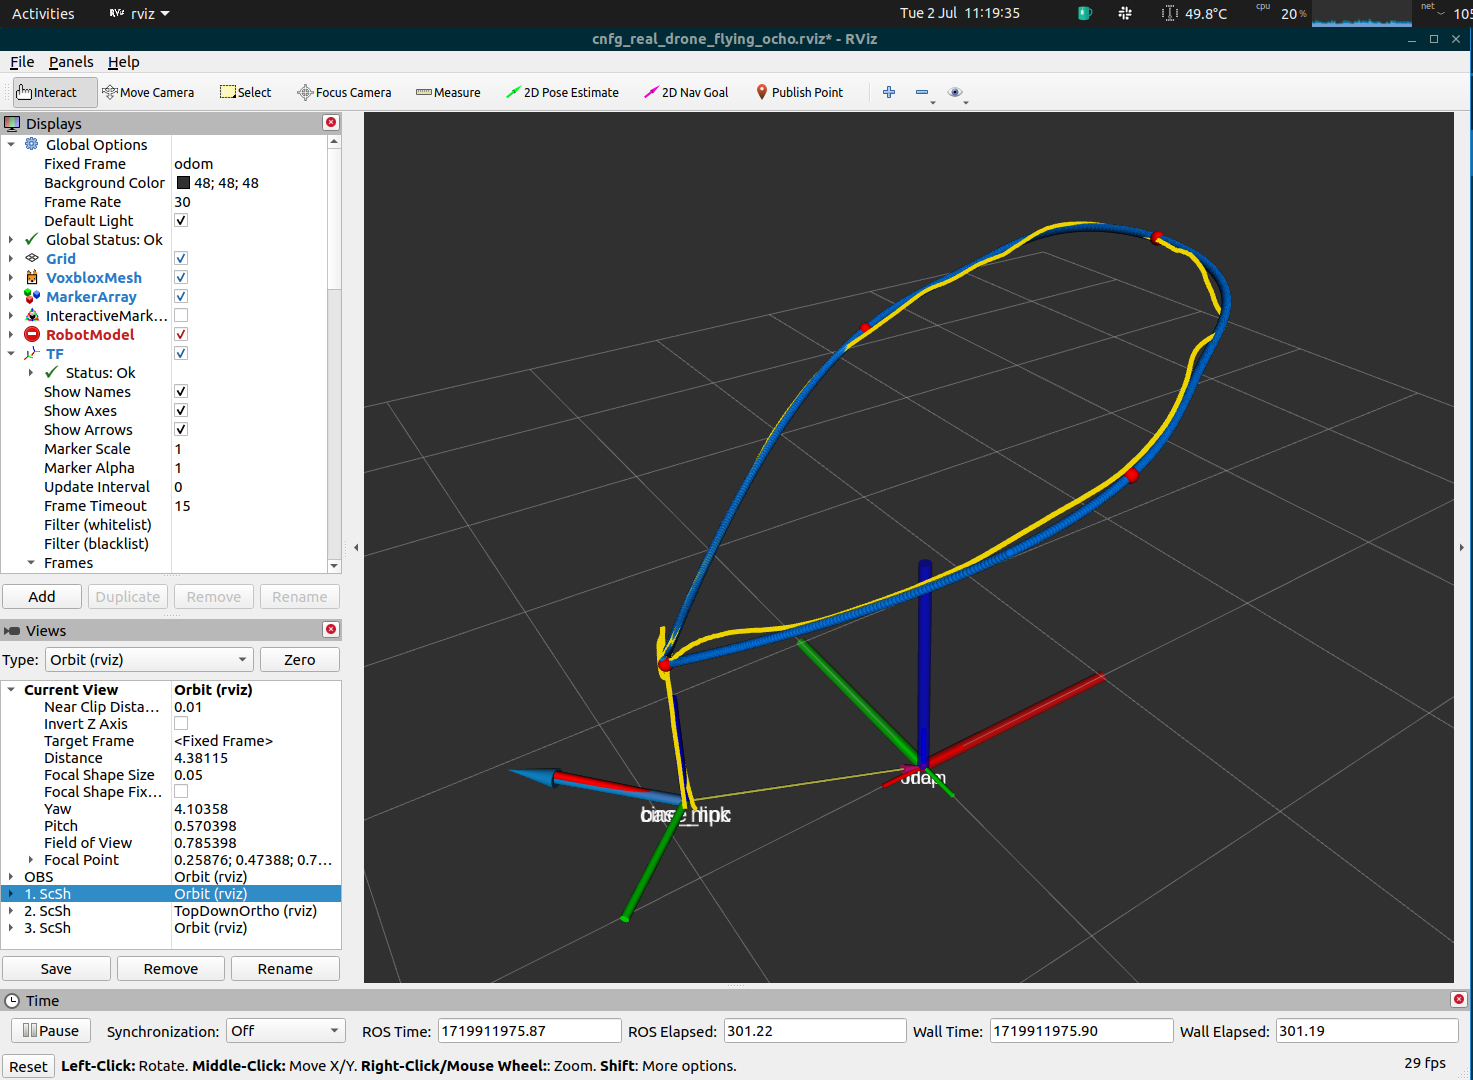 Activities rviz Tue 2 Jul 11:19:35 49.8°C cpu 20% net
cnfg_real_drone_flying_ocho.rviz* - RViz
File Panels Help
Interact Move Camera Select Focus Camera Measure 2D Pose Estimate 2D Nav Goal Publish Point
Displays
Global Options
Fixed Frame odom
Background Color 48; 48; 48
Frame Rate 30
Default Light
Global Status: Ok
Grid
VoxbloxMesh
MarkerArray
InteractiveMark...
RobotModel
TF
Status: Ok
Show Names
Show Axes
Show Arrows
Marker Scale 1
Marker Alpha 1
Update Interval 0
Frame Timeout 15
Filter (whitelist)
Filter (blacklist)
Frames
Add Duplicate Remove Rename
Views
Type: Orbit (rviz) Zero
Current View Orbit (rviz)
Near Clip Dista... 0.01
Invert Z Axis
Target Frame <Fixed Frame>
Distance 4.38115
Focal Shape Size 0.05
Focal Shape Fix...
Yaw 4.10358
Pitch 0.570398
Field of View 0.785398
Focal Point 0.25876; 0.47388; 0.7...
OBS Orbit (rviz)
1. ScSh Orbit (rviz)
2. ScSh TopDownOrtho (rviz)
3. ScSh Orbit (rviz)
Save Remove Rename
Time
Pause Synchronization: Off ROS Time: 1719911975.87 ROS Elapsed: 301.22 Wall Time: 1719911975.90 Wall Elapsed: 301.19
Reset Left-Click: Rotate. Middle-Click: Move X/Y. Right-Click/Mouse Wheel:: Zoom. Shift: More options. 29 fps